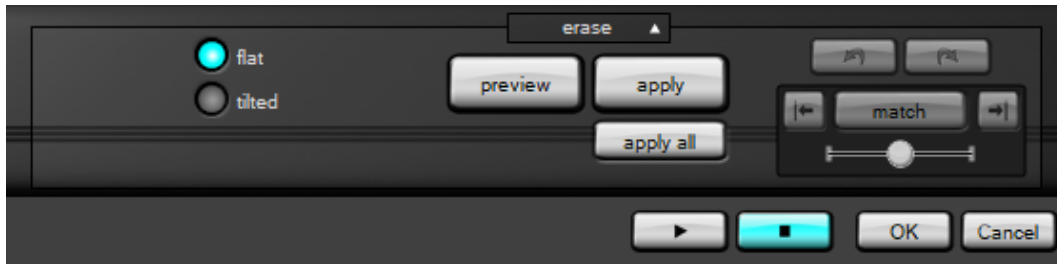 erase
flat
tilted
preview
apply
apply all
match
OK
Cancel